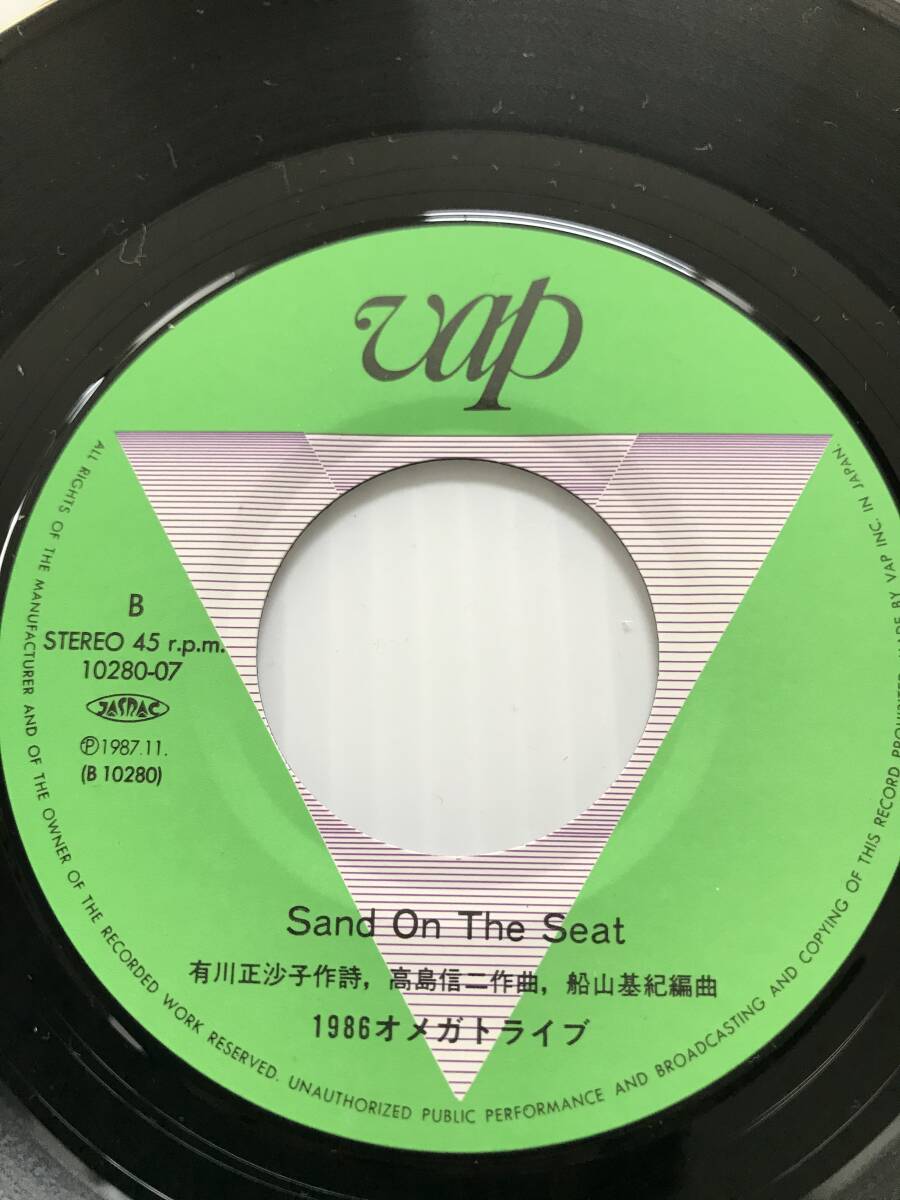 vap
B
STEREO 45 r.p.m.
10280-07
JASRAC
Ⓟ1987.11.
(B 10280)
Sand On The Seat
有川正沙子作詩, 高島信二作曲, 船山基紀編曲
1986オメガトライブ
ALL RIGHTS OF THE MANUFACTURER AND OF THE OWNER OF THE RECORDED WORK RESERVED. UNAUTHORIZED PUBLIC PERFORMANCE AND BROADCASTING AND COPYING OF THIS RECORD PROHIBITED. BY VAP INC. IN JAPAN.